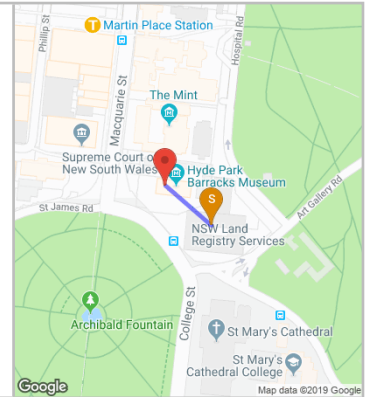 Martin Place Station
T
Phillip St
Hospital Rd
Macquarie St
The Mint
Supreme Court o
New South Wales
Hyde Park
Barracks Museum
Art Gallery Rd
St James Rd
S
NSW Land
Registry Services
College St
Archibald Fountain
St Mary's Cathedral
St Mary's
Cathedral College
Google
Map data ©2019 Google